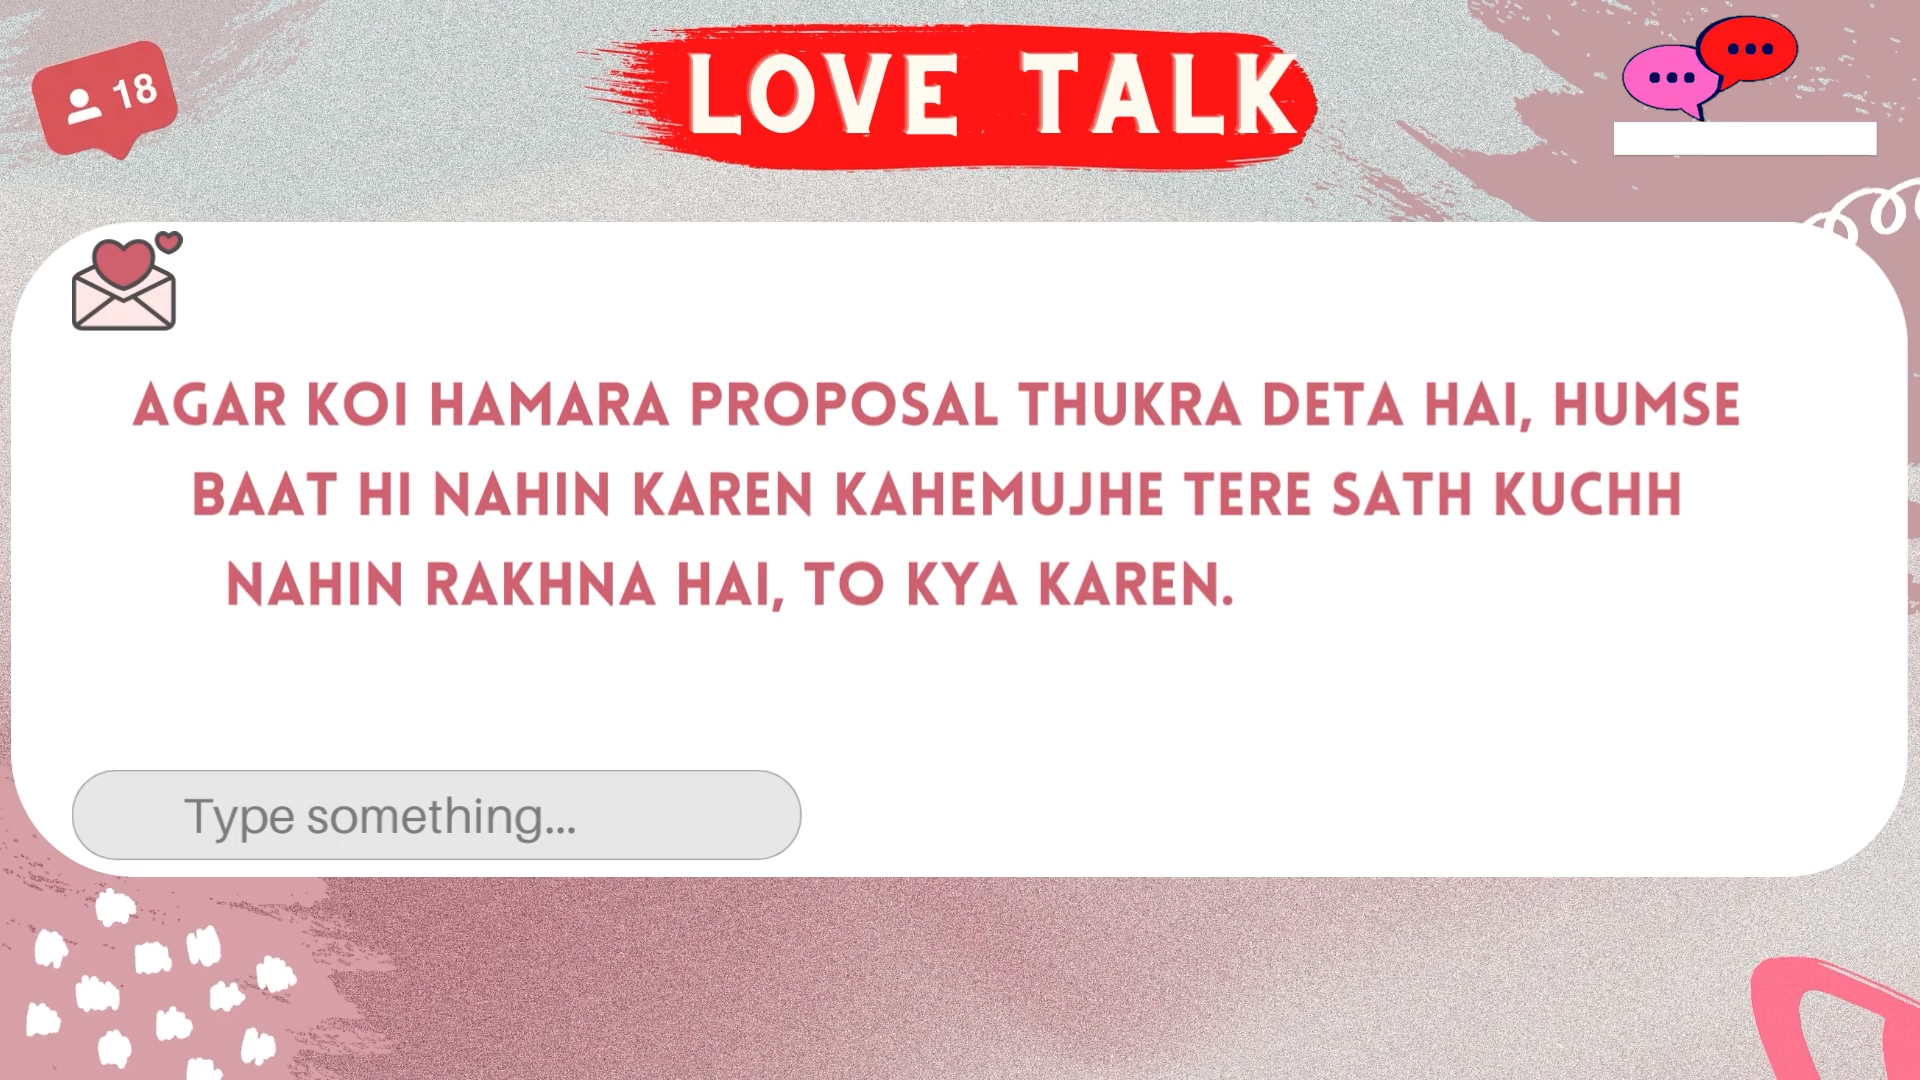 18
LOVE TALK
AGAR KOI HAMARA PROPOSAL THUKRA DETA HAI, HUMSE
BAAT HI NAHIN KAREN KAHEMUJHE TERE SATH KUCHH
NAHIN RAKHNA HAI, TO KYA KAREN.
Type something...